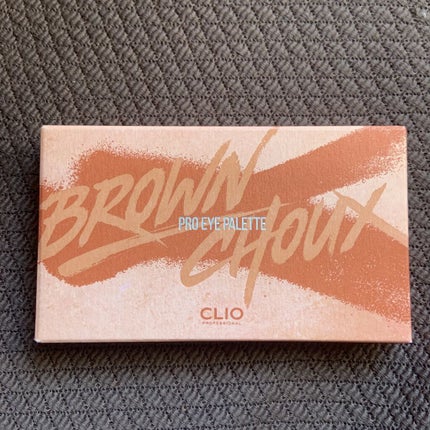 BROWN
PRO EYE PALETTE
CHOUX
CLIO
PROFESSIONAL